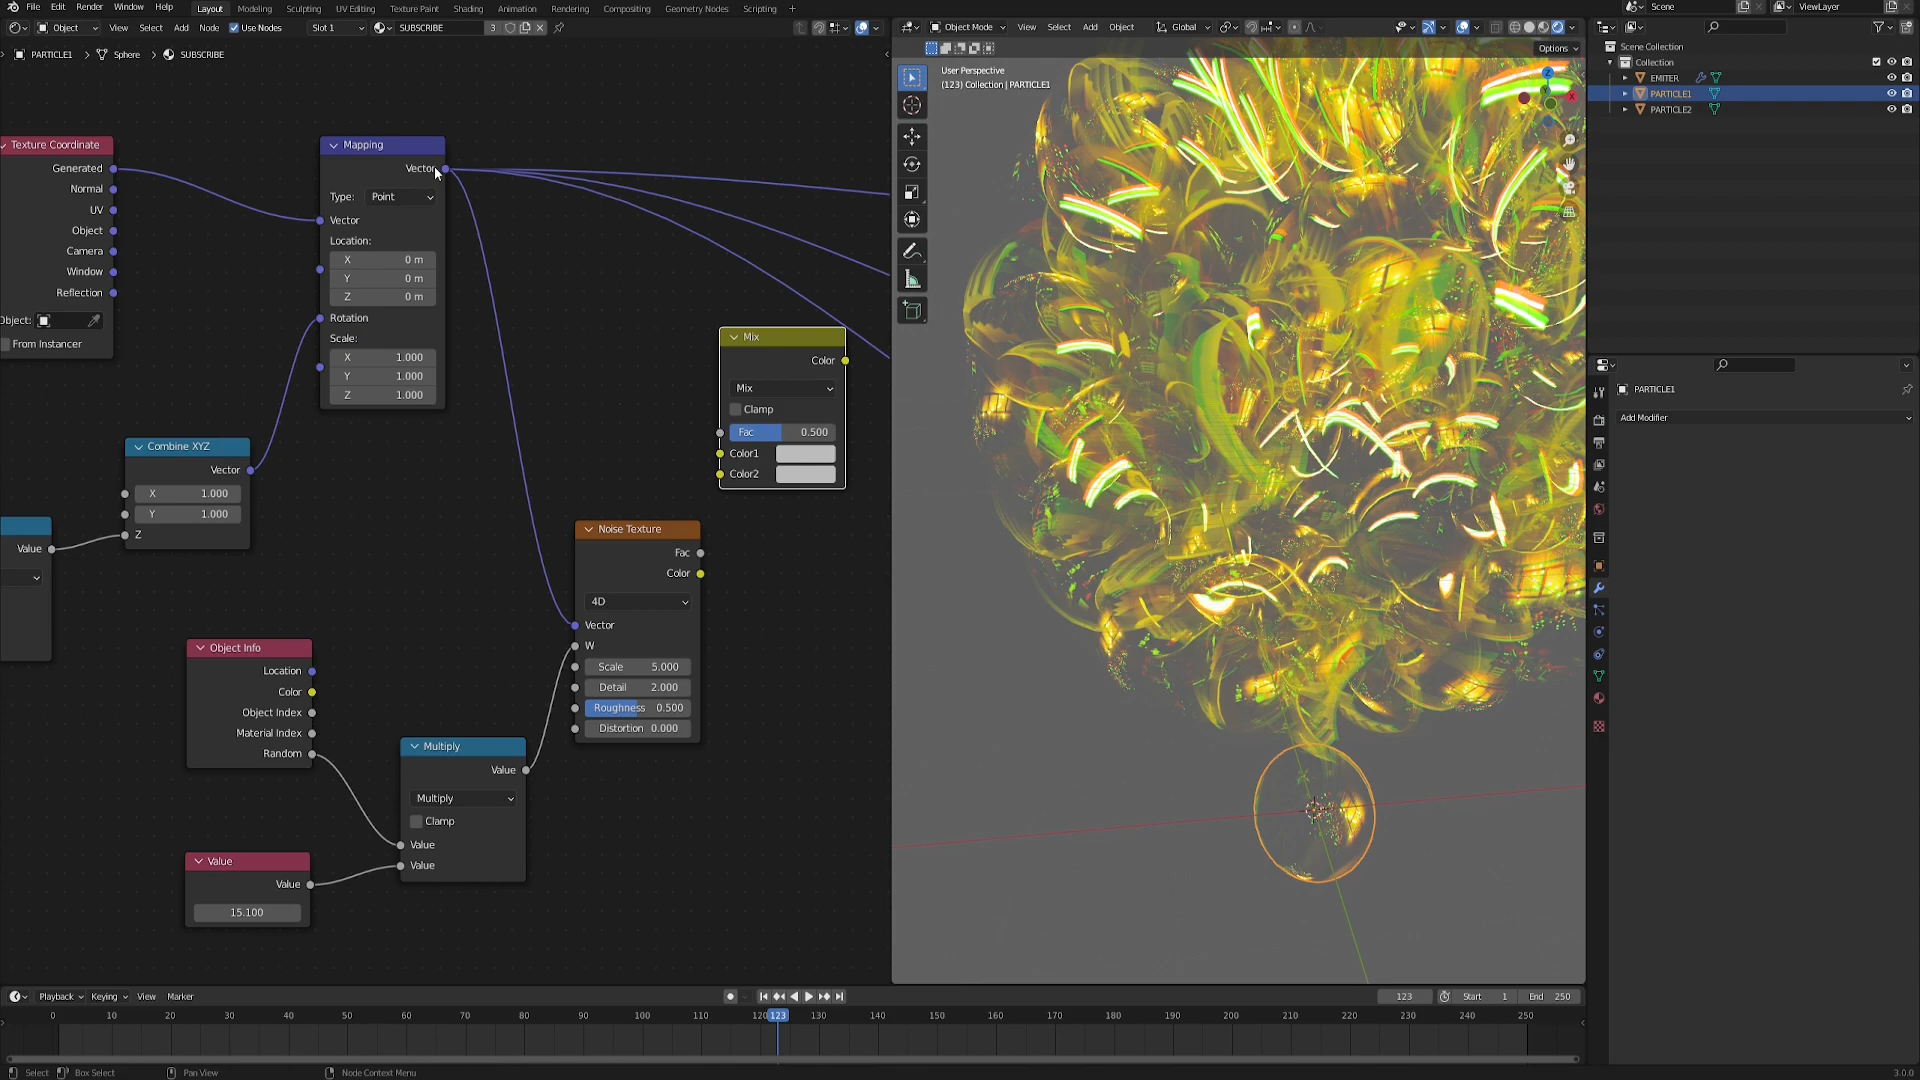 File Edit Render Window Help Layout Modeling Sculpting UV Editing Texture Paint Shading Animation Rendering Compositing Geometry Nodes Scripting + Scene ViewLayer
Object View Select Add Node Use Nodes Slot 1 SUBSCRIBE 3 Object Mode View Select Add Object Global
PARTICLE1 > Sphere > SUBSCRIBE Options
Scene Collection
Collection
EMITER
PARTICLE1
PARTICLE2
User Perspective
(123) Collection | PARTICLE1
Z
Y
X
Texture Coordinate
Generated
Normal
UV
Object
Camera
Window
Reflection
Object:
From Instancer
Mapping
Vector
Type: Point
Vector
Location:
X 0 m
Y 0 m
Z 0 m
Rotation
Scale:
X 1.000
Y 1.000
Z 1.000
Mix
Color
Mix
Clamp
Fac 0.500
Color1
Color2
Combine XYZ
Vector
X 1.000
Y 1.000
Z
Value
Noise Texture
Fac
Color
4D
Vector
W
Scale 5.000
Detail 2.000
Roughness 0.500
Distortion 0.000
Object Info
Location
Color
Object Index
Material Index
Random
Multiply
Value
Multiply
Clamp
Value
Value
Value
Value
15.100
PARTICLE1
Add Modifier
Playback Keying View Marker 123 Start 1 End 250
0 10 20 30 40 50 60 70 80 90 100 110 120 123 130 140 150 160 170 180 190 200 210 220 230 240 250
Select Box Select Pan View Node Context Menu 3.0.0